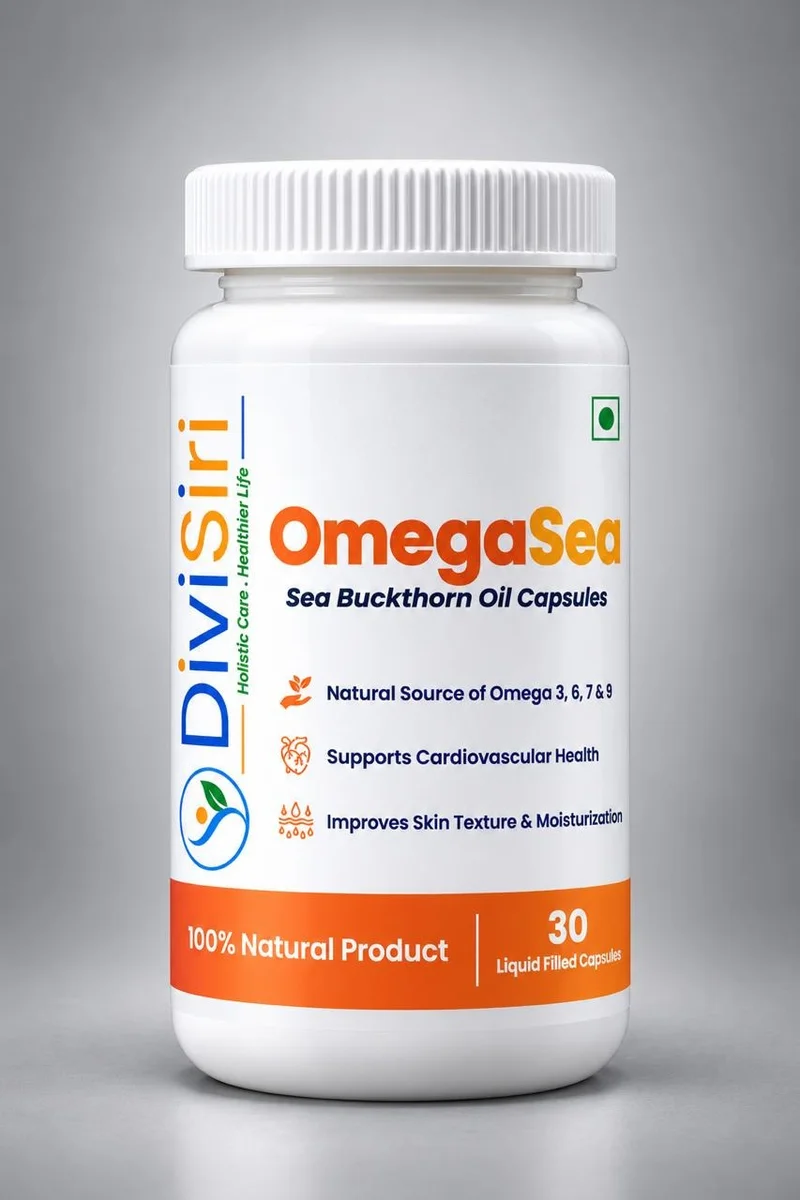 DiviSiri
Holistic Care . Healthier Life
OmegaSea
Sea Buckthorn Oil Capsules
Natural Source of Omega 3, 6, 7 & 9
Supports Cardiovascular Health
Improves Skin Texture & Moisturization
100% Natural Product
30
Liquid Filled Capsules